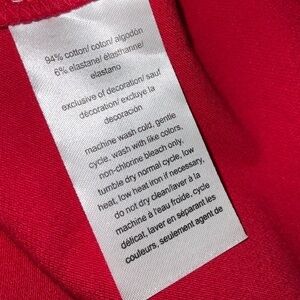 94% cotton/ coton/ algodón
6% elastane/ élasthanne/
elastano
exclusive of decoration/ sauf
décoration/ excluye la
decoración
machine wash cold, gentle
cycle, wash with like colors,
non-chlorine bleach only,
tumble dry normal cycle, low
heat, low heat iron if necessary,
do not dry clean/laver à la
machine à l'eau froide, cycle
délicat, laver en séparant les
couleurs, seulement agent de